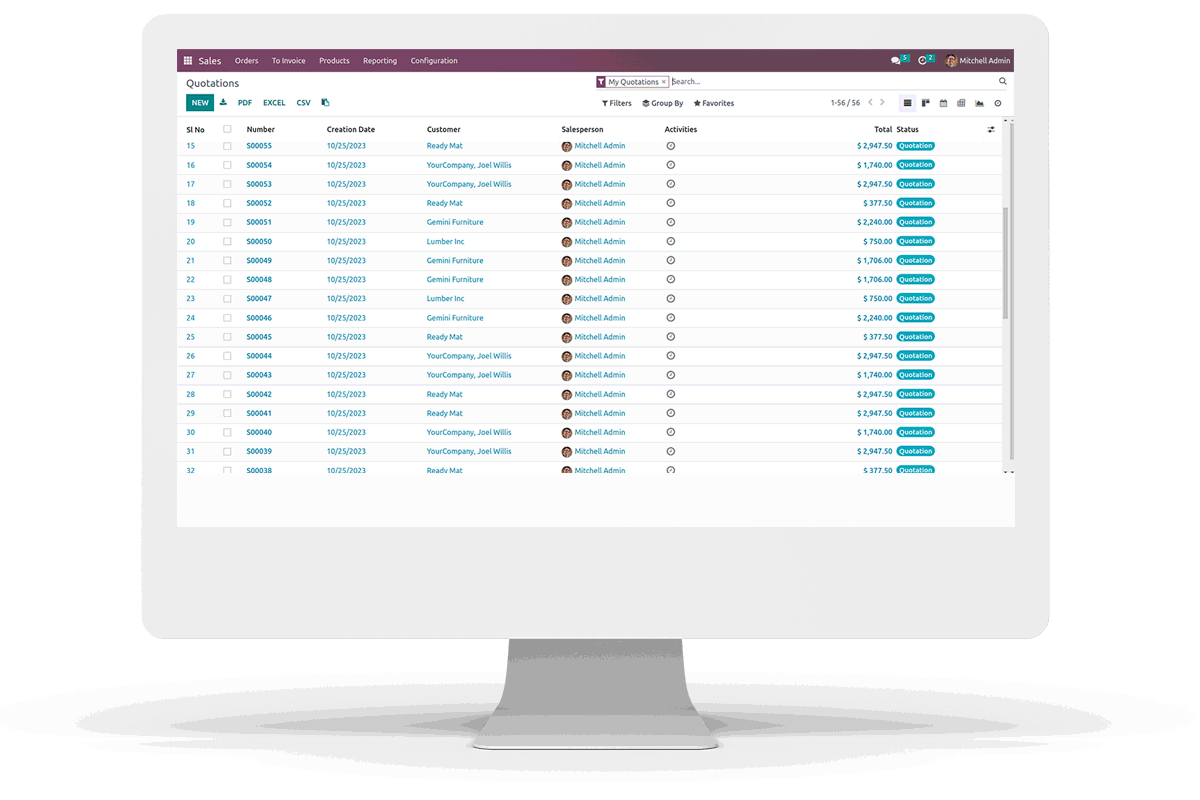 Sales Orders To Invoice Products Reporting Configuration 5 2 Mitchell Admin
Quotations My Quotations × Search...
NEW PDF EXCEL CSV Filters Group By Favorites 1-56 / 56
Sl No Number Creation Date Customer Salesperson Activities Total Status
15 S00055 10/25/2023 Ready Mat Mitchell Admin $ 2,947.50 Quotation
16 S00054 10/25/2023 YourCompany, Joel Willis Mitchell Admin $ 1,740.00 Quotation
17 S00053 10/25/2023 YourCompany, Joel Willis Mitchell Admin $ 2,947.50 Quotation
18 S00052 10/25/2023 Ready Mat Mitchell Admin $ 377.50 Quotation
19 S00051 10/25/2023 Gemini Furniture Mitchell Admin $ 2,240.00 Quotation
20 S00050 10/25/2023 Lumber Inc Mitchell Admin $ 750.00 Quotation
21 S00049 10/25/2023 Gemini Furniture Mitchell Admin $ 1,706.00 Quotation
22 S00048 10/25/2023 Gemini Furniture Mitchell Admin $ 1,706.00 Quotation
23 S00047 10/25/2023 Lumber Inc Mitchell Admin $ 750.00 Quotation
24 S00046 10/25/2023 Gemini Furniture Mitchell Admin $ 2,240.00 Quotation
25 S00045 10/25/2023 Ready Mat Mitchell Admin $ 377.50 Quotation
26 S00044 10/25/2023 YourCompany, Joel Willis Mitchell Admin $ 2,947.50 Quotation
27 S00043 10/25/2023 YourCompany, Joel Willis Mitchell Admin $ 1,740.00 Quotation
28 S00042 10/25/2023 Ready Mat Mitchell Admin $ 2,947.50 Quotation
29 S00041 10/25/2023 Ready Mat Mitchell Admin $ 2,947.50 Quotation
30 S00040 10/25/2023 YourCompany, Joel Willis Mitchell Admin $ 1,740.00 Quotation
31 S00039 10/25/2023 YourCompany, Joel Willis Mitchell Admin $ 2,947.50 Quotation
32 S00038 10/25/2023 Ready Mat Mitchell Admin $ 377.50 Quotation